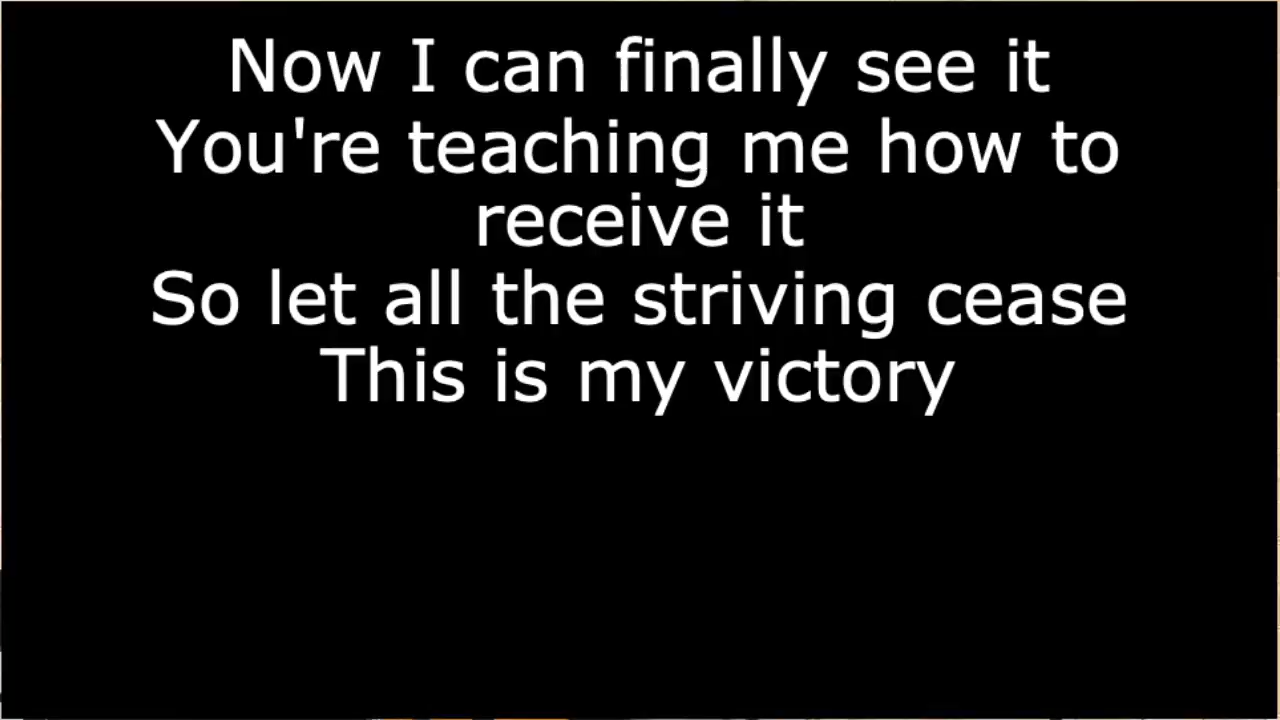 Now I can finally see it
You're teaching me how to
receive it
So let all the striving cease
This is my victory